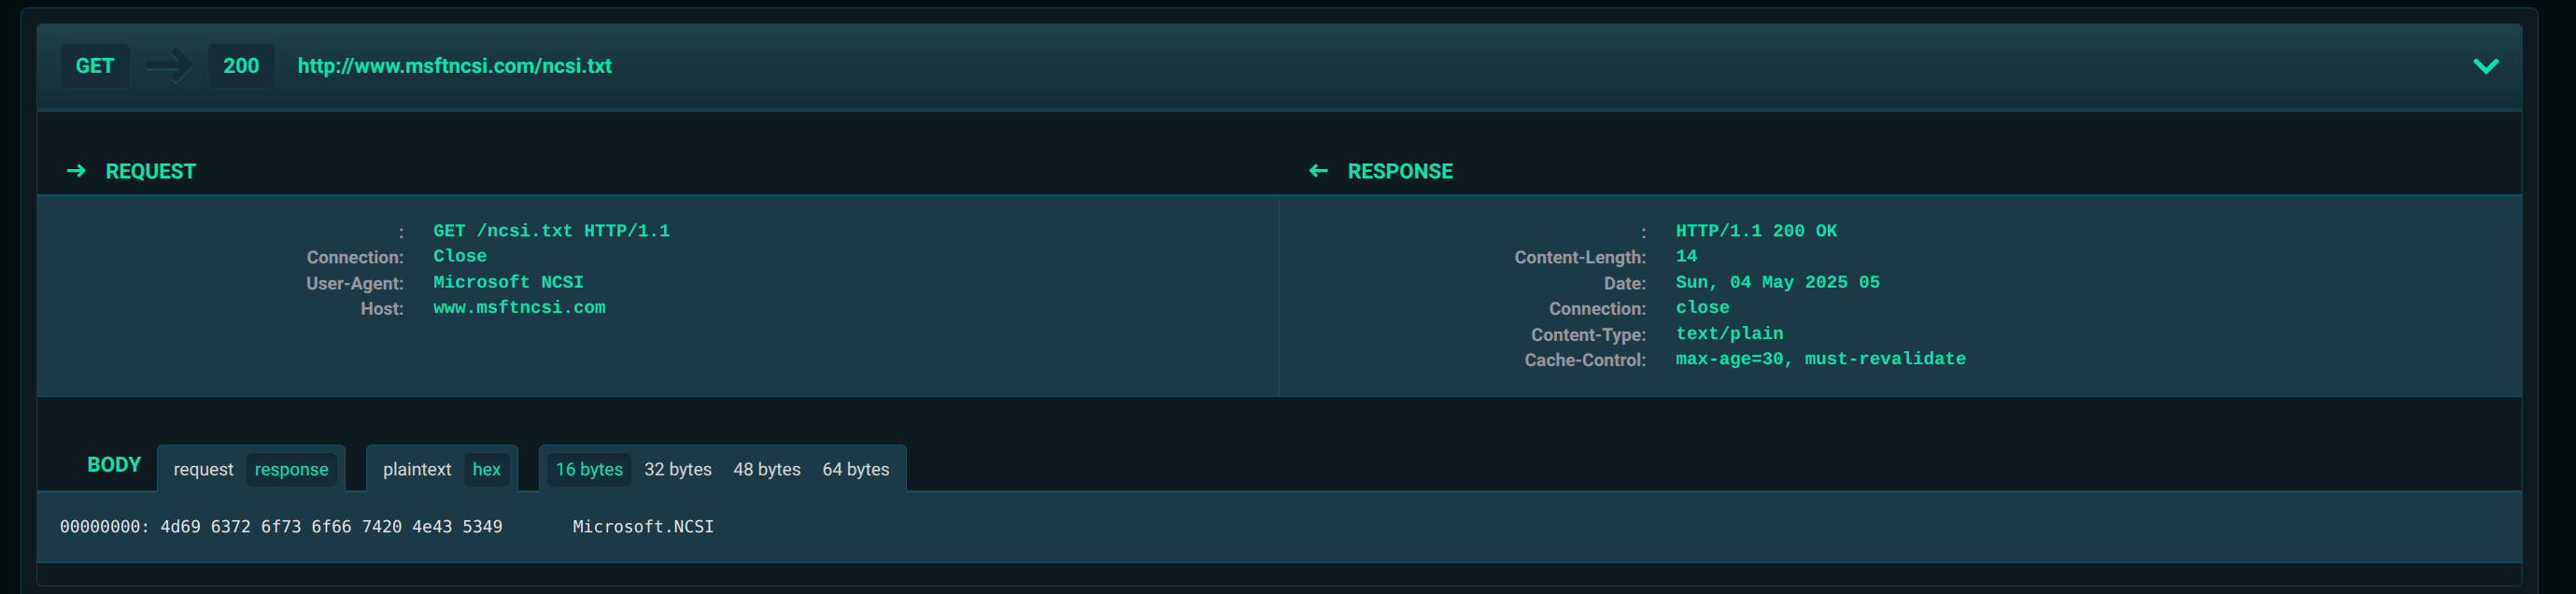 GET 200 http://www.msftncsi.com/ncsi.txt
REQUEST
: GET /ncsi.txt HTTP/1.1
Connection: Close
User-Agent: Microsoft NCSI
Host: www.msftncsi.com
RESPONSE
: HTTP/1.1 200 OK
Content-Length: 14
Date: Sun, 04 May 2025 05
Connection: close
Content-Type: text/plain
Cache-Control: max-age=30, must-revalidate
BODY request response plaintext hex 16 bytes 32 bytes 48 bytes 64 bytes
00000000: 4d69 6372 6f73 6f66 7420 4e43 5349 Microsoft.NCSI